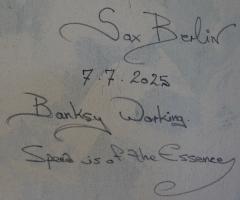 Sax Berlin
7.7.2025
Banksy Working.
Speed is of the Essence